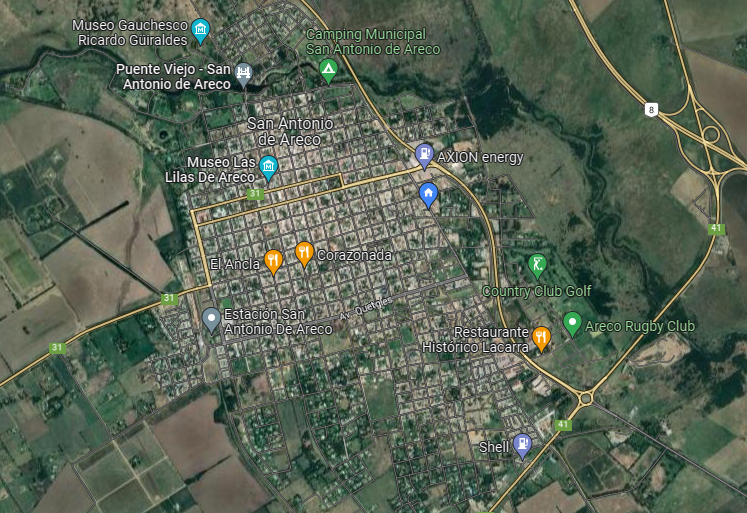 Museo Gauchesco
Ricardo Güiraldes
Camping Municipal
San Antonio de Areco
Puente Viejo - San
Antonio de Areco
8
San Antonio
de Areco
AXION energy
Museo Las
Lilas De Areco
31
41
El Ancla
Corazonada
Country Club Golf
31
Av. Quetgles
Estación San
Antonio De Areco
Areco Rugby Club
Restaurante
Histórico Lacarra
31
41
Shell